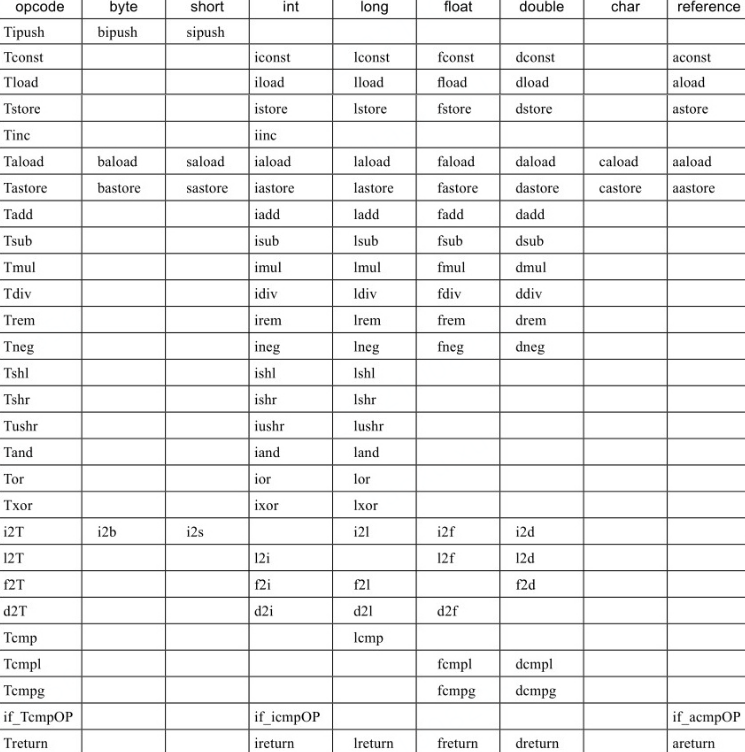 opcode byte short int long float double char reference
Tipush bipush sipush
Tconst iconst lconst fconst dconst aconst
Tload iload lload fload dload aload
Tstore istore lstore fstore dstore astore
Tinc iinc
Taload baload saload iaload laload faload daload caload aaload
Tastore bastore sastore iastore lastore fastore dastore castore aastore
Tadd iadd ladd fadd dadd
Tsub isub lsub fsub dsub
Tmul imul lmul fmul dmul
Tdiv idiv ldiv fdiv ddiv
Trem irem lrem frem drem
Tneg ineg lneg fneg dneg
Tshl ishl lshl
Tshr ishr lshr
Tushr iushr lushr
Tand iand land
Tor ior lor
Txor ixor lxor
i2T i2b i2s i2l i2f i2d
l2T l2i l2f l2d
f2T f2i f2l f2d
d2T d2i d2l d2f
Tcmp lcmp
Tcmpl fcmpl dcmpl
Tcmpg fcmpg dcmpg
if_TcmpOP if_icmpOP if_acmpOP
Treturn ireturn lreturn freturn dreturn areturn